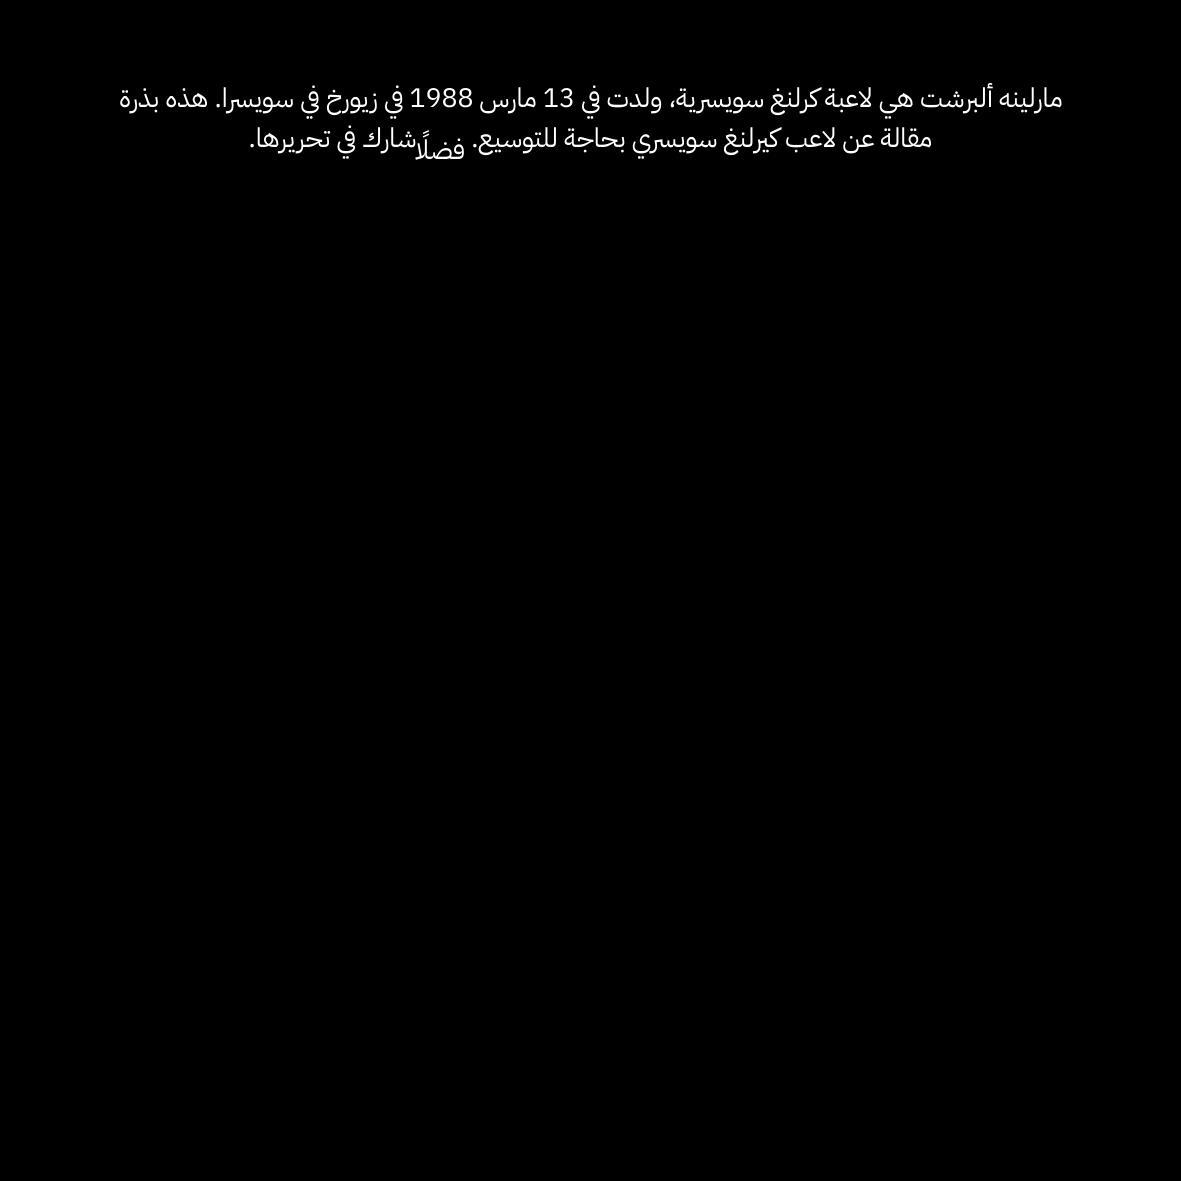 مارلينه ألبرشت هي لاعبة كرلنغ سويسرية، ولدت في 13 مارس 1988 في زيورخ في سويسرا. هذه بذرة
مقالة عن لاعب كيرلنغ سويسري بحاجة للتوسيع. فضلًا شارك في تحريرها.